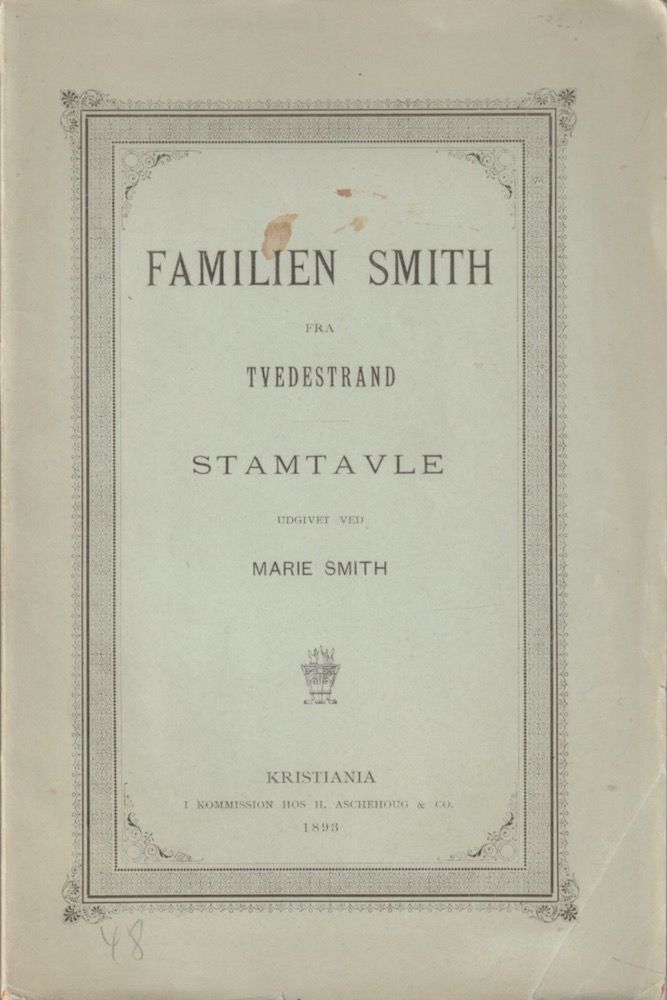 FAMILIEN SMITH
FRA
TVEDESTRAND
STAMTAVLE
UDGIVET VED
MARIE SMITH
KRISTIANIA
I KOMMISSION HOS H. ASCHEHOUG & CO.
1893
48